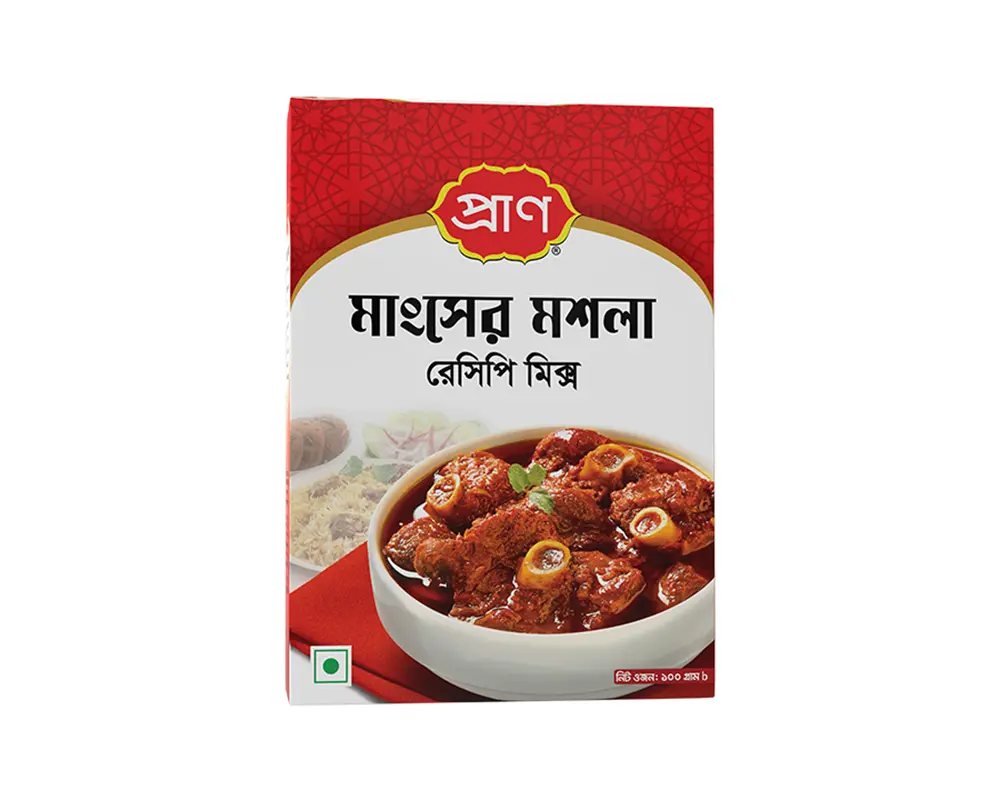 প্রাণ
®
মাংসের মশলা
রেসিপি মিক্স
নিট ওজন: ১০০ গ্রাম b